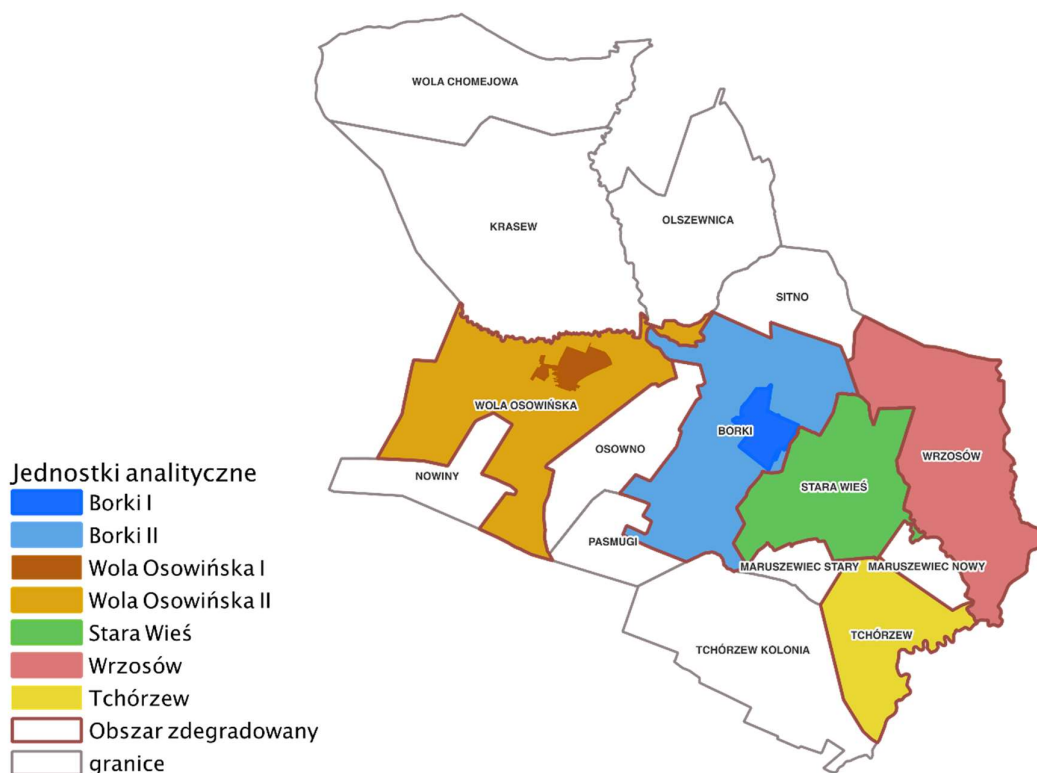 WOLA CHOMEJOWA
KRASEW
OLSZEWNICA
SITNO
WOLA OSOWIŃSKA
OSOWNO
BORKI
WRZOSÓW
NOWINY
STARA WIEŚ
PASMUGI
MARUSZEWIEC STARY
MARUSZEWIEC NOWY
TCHÓRZEW
TCHÓRZEW KOLONIA
Jednostki analityczne
Borki I
Borki II
Wola Osowińska I
Wola Osowińska II
Stara Wieś
Wrzosów
Tchórzew
Obszar zdegradowany
granice